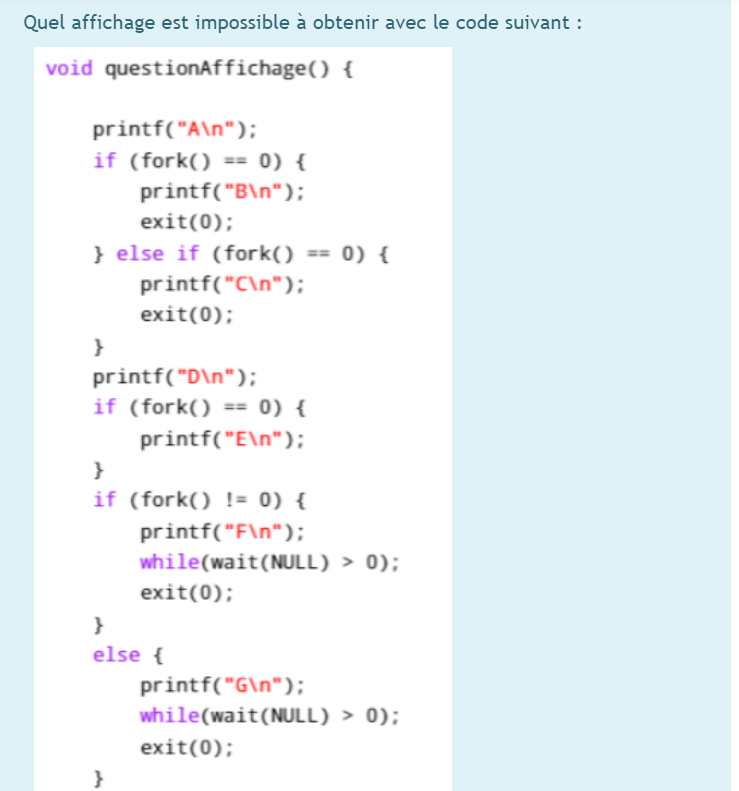 Quel affichage est impossible à obtenir avec le code suivant :
void questionAffichage() {
printf("A\n");
if (fork() == 0) {
printf("B\n");
exit(0);
} else if (fork() == 0) {
printf("C\n");
exit(0);
}
printf("D\n");
if (fork() == 0) {
printf("E\n");
}
if (fork() != 0) {
printf("F\n");
while(wait(NULL) > 0);
exit(0);
}
else {
printf("G\n");
while(wait(NULL) > 0);
exit(0);
}